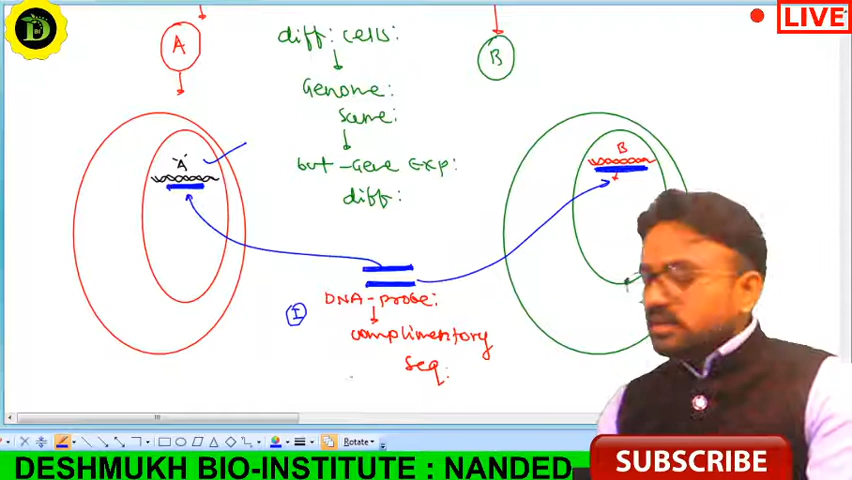 LIVE
D
A
diff: cells:
B
Genome:
same:
'A'
B
but - Gene Exp:
diff:
DNA-probe:
I
complimentory
seq:
Rotate
DESHMUKH BIO-INSTITUTE : NANDED
SUBSCRIBE